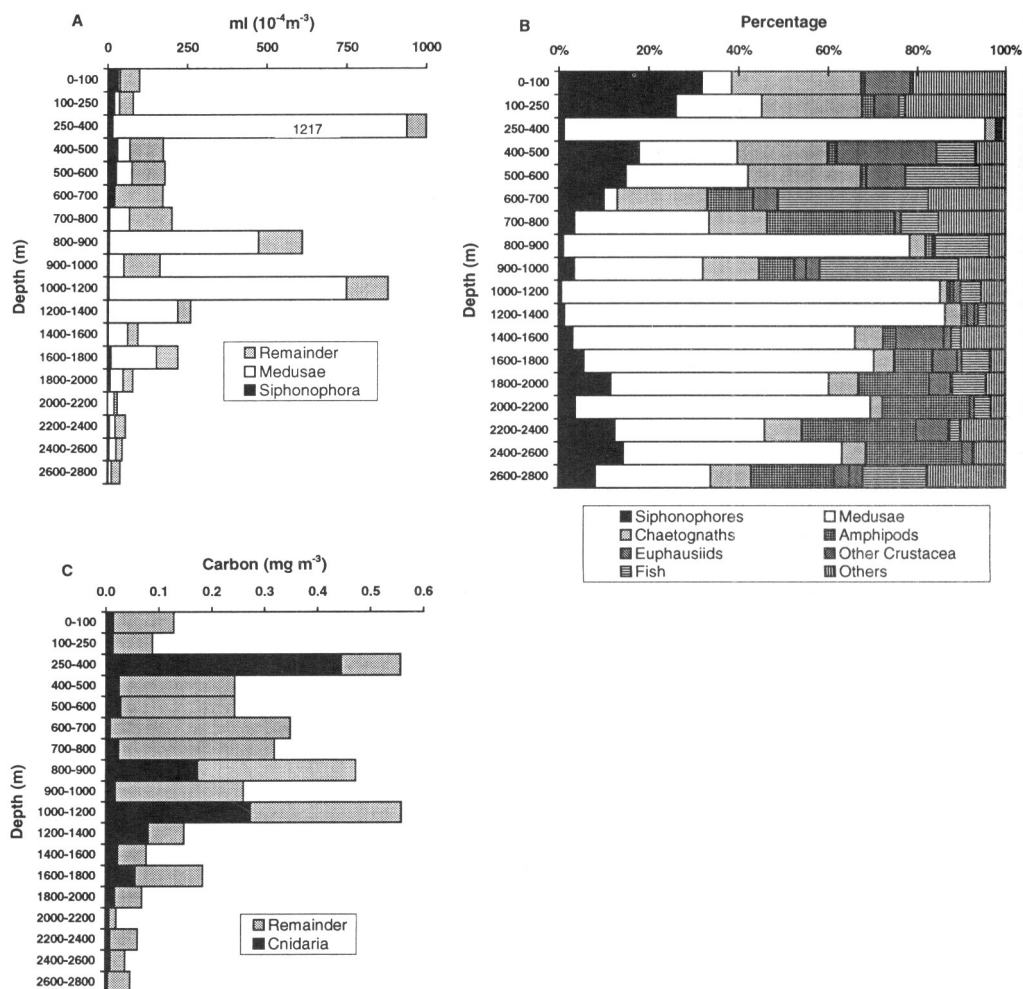 A
ml (10⁻⁴m⁻³)
0 250 750 1000
Depth (m)
0-100
100-250
250-400
400-500
500-600
600-700
700-800
800-900
900-1000
1000-1200
1200-1400
1400-1600
1600-1800
1800-2000
2000-2200
2200-2400
2400-2600
2600-2800
1217
Remainder
Medusae
Siphonophora
B
Percentage
0% 20% 40% 60% 80% 100%
Depth (m)
0-100
100-250
250-400
400-500
500-600
600-700
700-800
800-900
900-1000
1000-1200
1200-1400
1400-1600
1600-1800
1800-2000
2000-2200
2200-2400
2400-2600
2600-2800
Siphonophores Medusae
Chaetognaths Amphipods
Euphausiids Other Crustacea
Fish Others
C
Carbon (mg m⁻³)
0.0 0.1 0.2 0.3 0.4 0.5 0.6
Depth (m)
0-100
100-250
250-400
400-500
500-600
600-700
700-800
800-900
900-1000
1000-1200
1200-1400
1400-1600
1600-1800
1800-2000
2000-2200
2200-2400
2400-2600
2600-2800
Remainder
Cnidaria